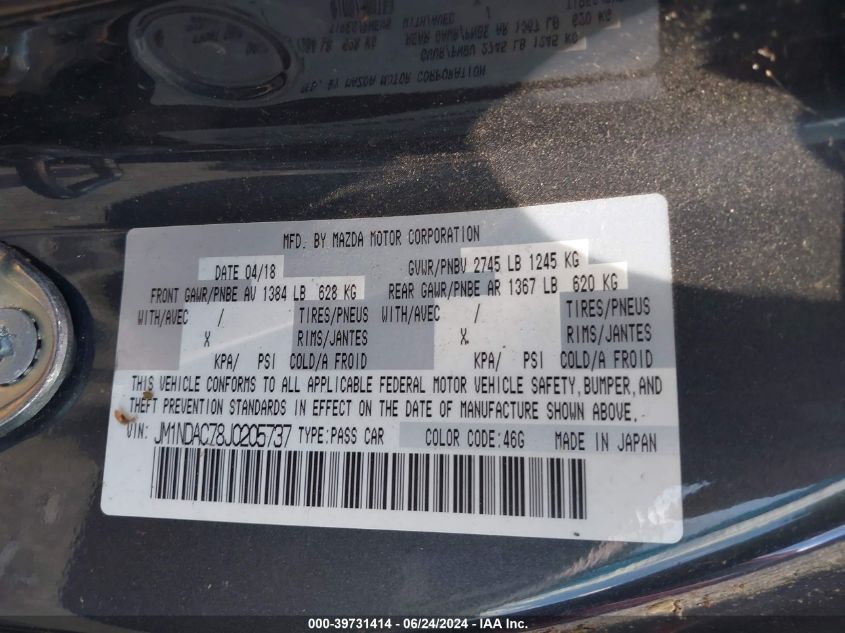 MFD. BY MAZDA MOTOR CORPORATION
DATE 04/18 GVWR/PNBV 2745 LB 1245 KG
FRONT GAWR/PNBE AV 1384 LB 628 KG REAR GAWR/PNBE AR 1367 LB 620 KG
WITH/AVEC / TIRES/PNEUS WITH/AVEC / TIRES/PNEUS
X RIMS/JANTES X RIMS/JANTES
KPA/ PSI COLD/A FROID KPA/ PSI COLD/A FROID
THIS VEHICLE CONFORMS TO ALL APPLICABLE FEDERAL MOTOR VEHICLE SAFETY, BUMPER, AND
THEFT PREVENTION STANDARDS IN EFFECT ON THE DATE OF MANUFACTURE SHOWN ABOVE.
VIN: JM1NDAC78J0205737 TYPE:PASS CAR COLOR CODE:46G MADE IN JAPAN
000-39731414 - 06/24/2024 - IAA Inc.